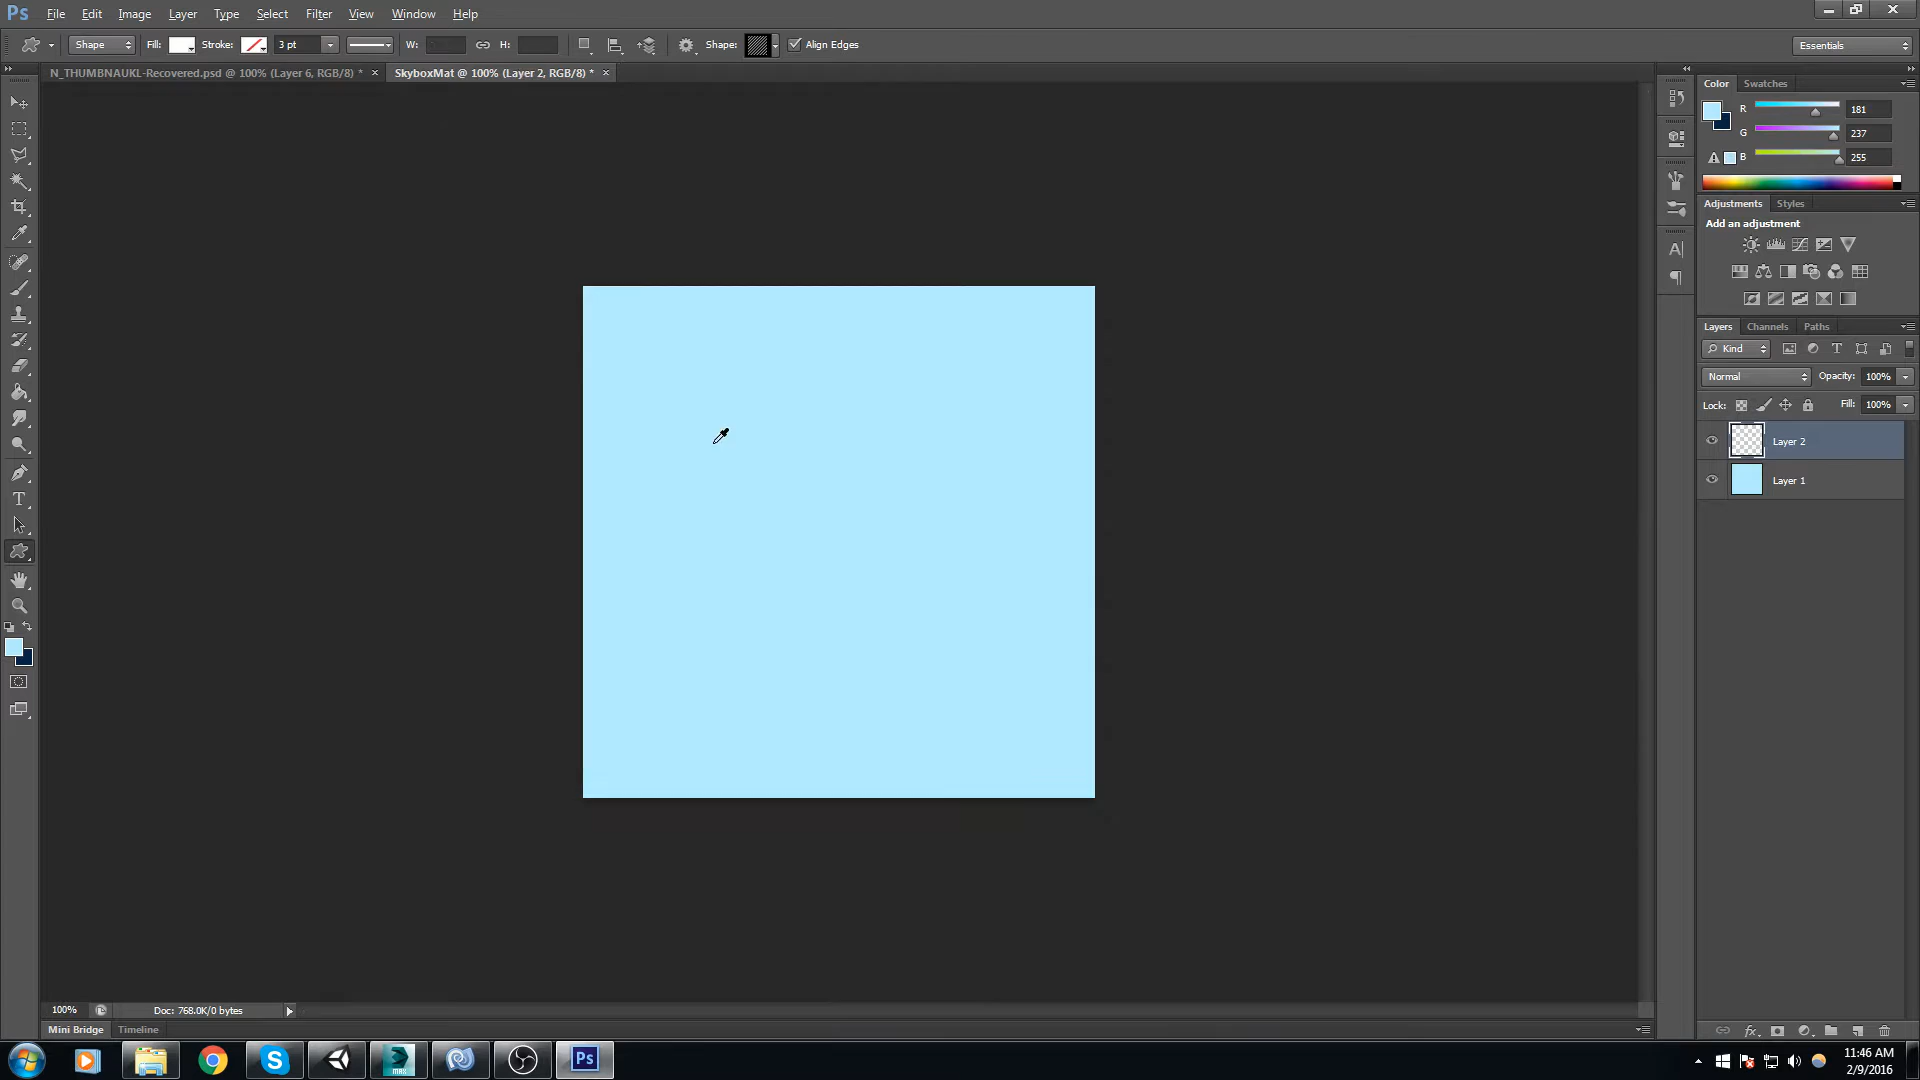 Ps File Edit Image Layer Type Select Filter View Window Help
Shape Fill: Stroke: 3 pt W: H: Shape: Align Edges Essentials
N_THUMBNAUKL-Recovered.psd @ 100% (Layer 6, RGB/8) * × SkyboxMat @ 100% (Layer 2, RGB/8) * ×
Color Swatches
R 181
G 237
B 255
Adjustments Styles
Add an adjustment
Layers Channels Paths
Kind
Normal Opacity: 100%
Lock: Fill: 100%
Layer 2
Layer 1
100% Doc: 768.0K/0 bytes
Mini Bridge Timeline
MAX Ps 11:46 AM
2/9/2016